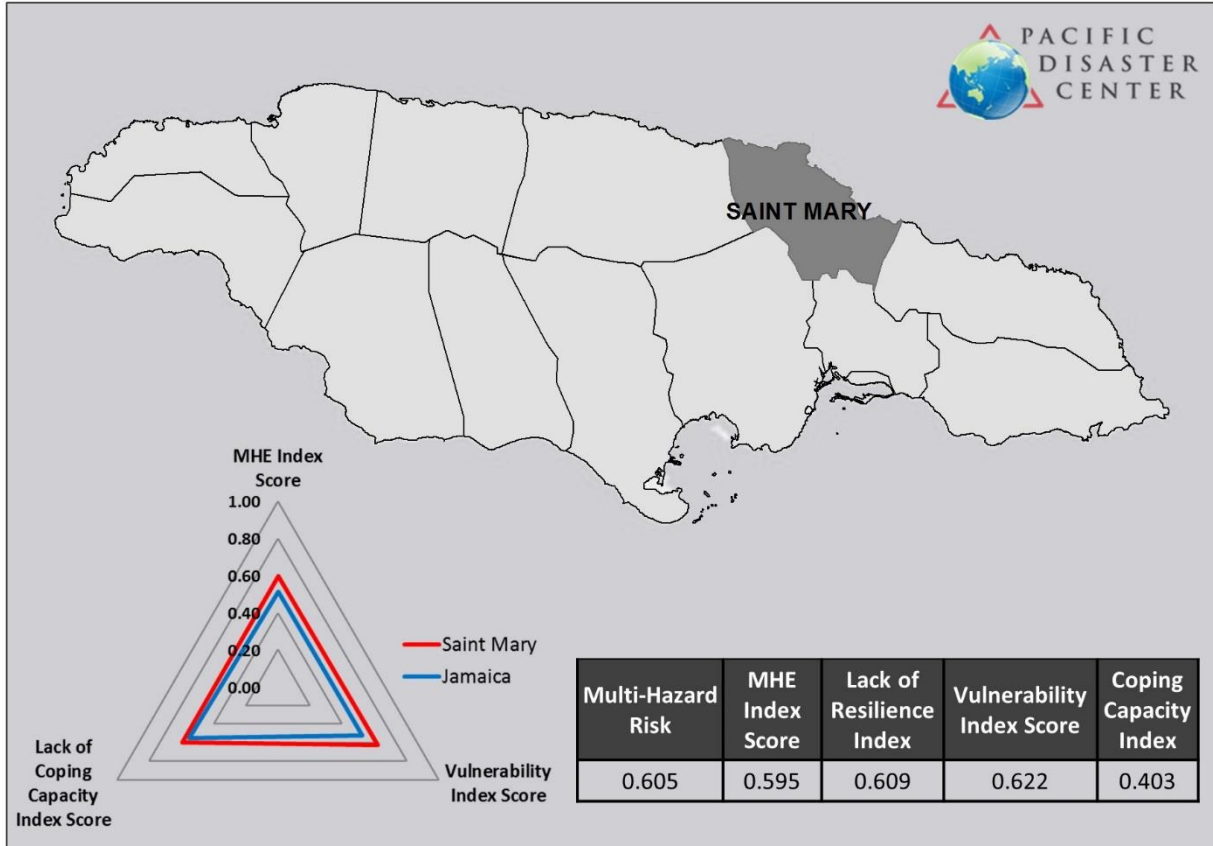 PACIFIC
DISASTER
CENTER
SAINT MARY
MHE Index
Score
1.00
0.80
0.60
0.40
0.20
0.00
Saint Mary
Jamaica
Lack of
Coping
Capacity
Index Score
Vulnerability
Index Score
Multi-Hazard
Risk
MHE
Index
Score
Lack of
Resilience
Index
Vulnerability
Index Score
Coping
Capacity
Index
0.605 0.595 0.609 0.622 0.403